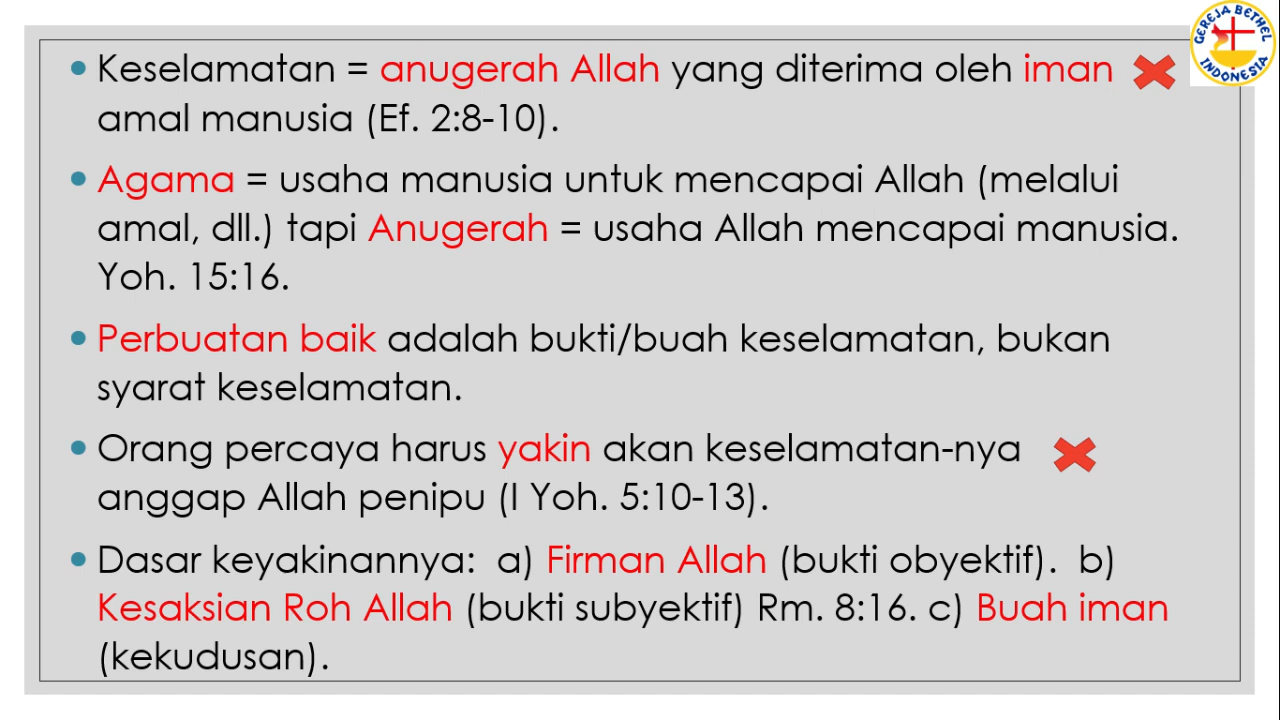 GEREJA BETHEL INDONESIA
• Keselamatan = anugerah Allah yang diterima oleh iman ✖
amal manusia (Ef. 2:8-10).
• Agama = usaha manusia untuk mencapai Allah (melalui
amal, dll.) tapi Anugerah = usaha Allah mencapai manusia.
Yoh. 15:16.
• Perbuatan baik adalah bukti/buah keselamatan, bukan
syarat keselamatan.
• Orang percaya harus yakin akan keselamatan-nya ✖
anggap Allah penipu (I Yoh. 5:10-13).
• Dasar keyakinannya: a) Firman Allah (bukti obyektif). b)
Kesaksian Roh Allah (bukti subyektif) Rm. 8:16. c) Buah iman
(kekudusan).